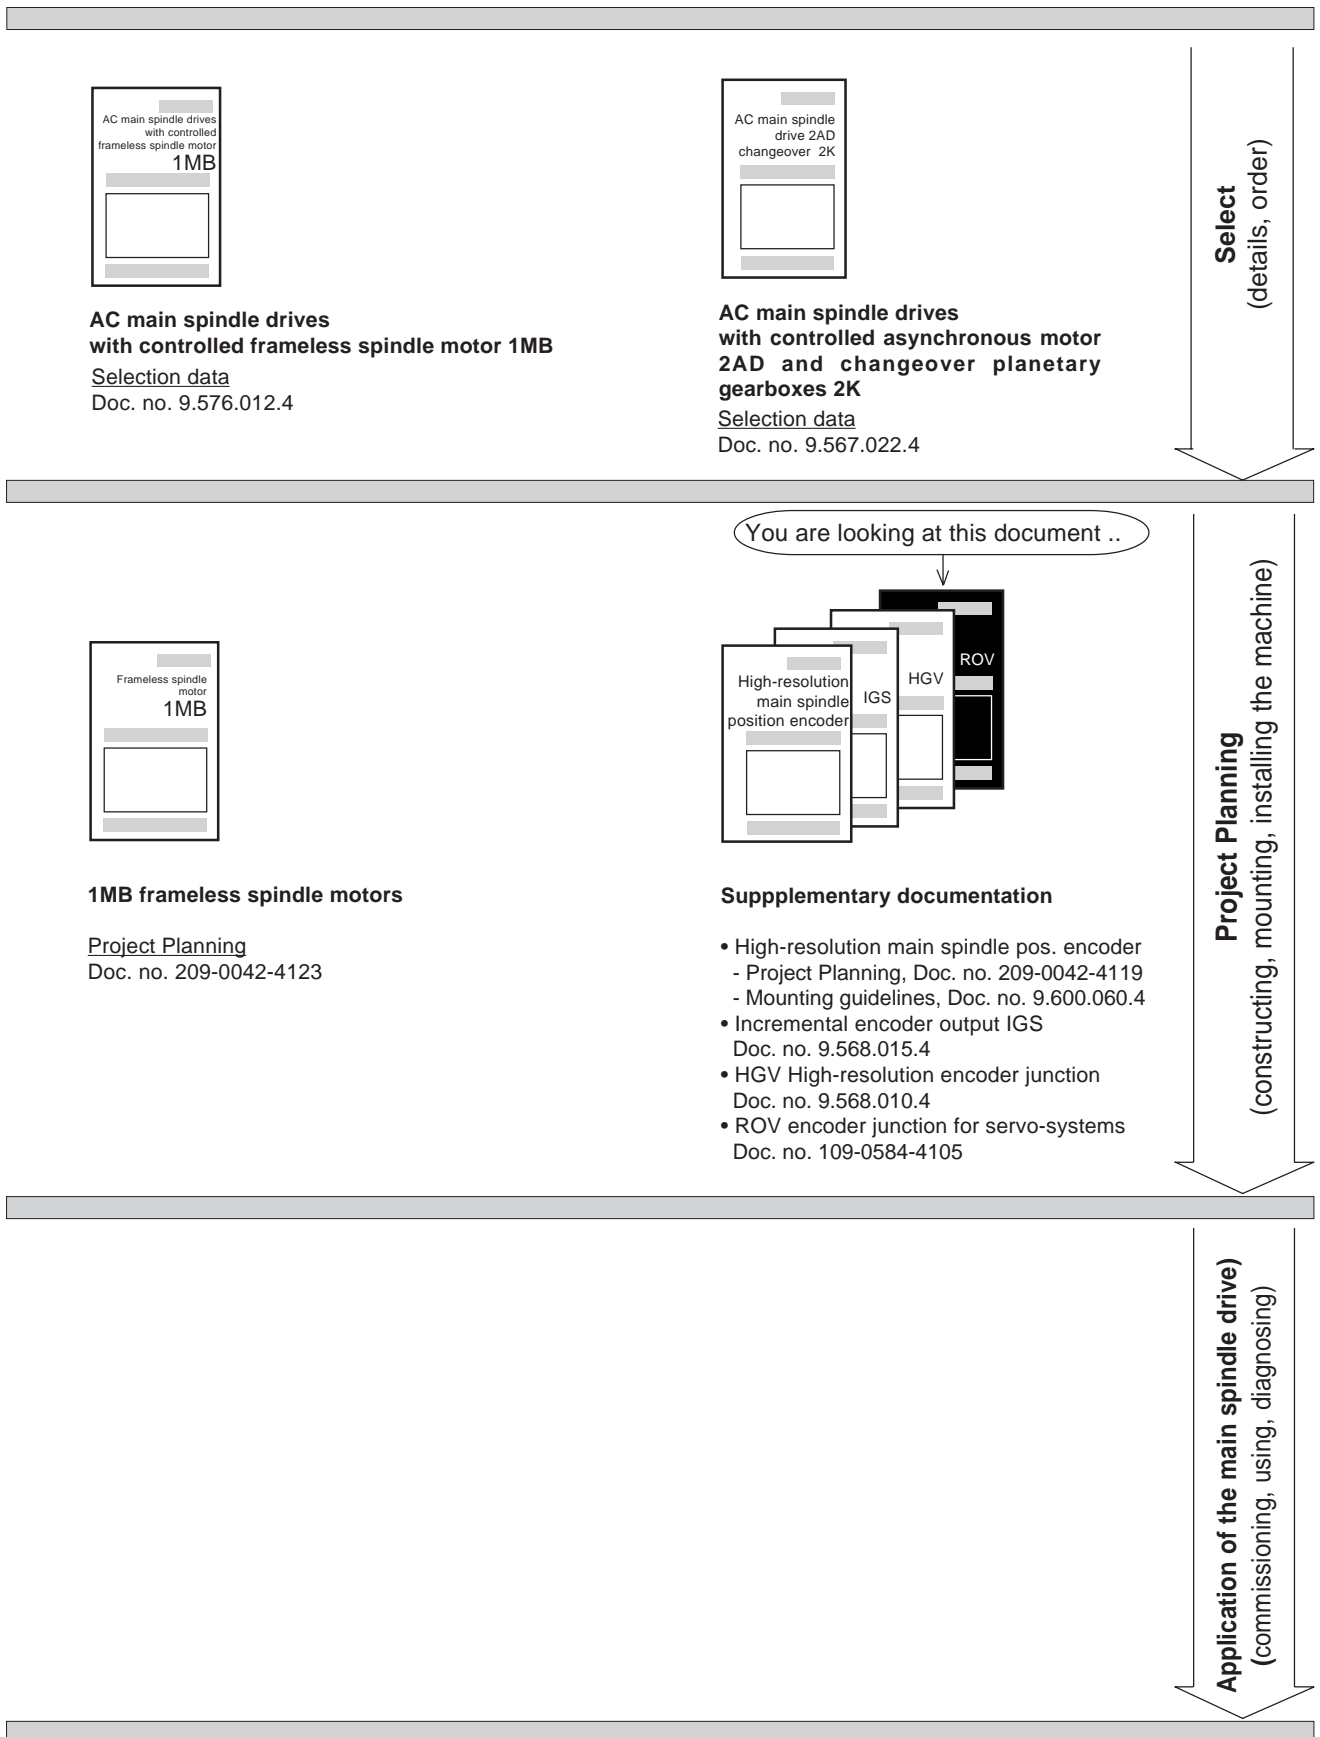 AC main spindle drives
with controlled
frameless spindle motor
1MB
AC main spindle drives
with controlled frameless spindle motor 1MB
Selection data
Doc. no. 9.576.012.4
AC main spindle
drive 2AD
changeover 2K
AC main spindle drives
with controlled asynchronous motor
2AD and changeover planetary
gearboxes 2K
Selection data
Doc. no. 9.567.022.4
Select
(details, order)
You are looking at this document ..
Frameless spindle
motor
1MB
1MB frameless spindle motors
Project Planning
Doc. no. 209-0042-4123
High-resolution
main spindle
position encoder
IGS
HGV
ROV
Suppplementary documentation
• High-resolution main spindle pos. encoder
- Project Planning, Doc. no. 209-0042-4119
- Mounting guidelines, Doc. no. 9.600.060.4
• Incremental encoder output IGS
Doc. no. 9.568.015.4
• HGV High-resolution encoder junction
Doc. no. 9.568.010.4
• ROV encoder junction for servo-systems
Doc. no. 109-0584-4105
Project Planning
(constructing, mounting, installing the machine)
Application of the main spindle drive)
(commissioning, using, diagnosing)